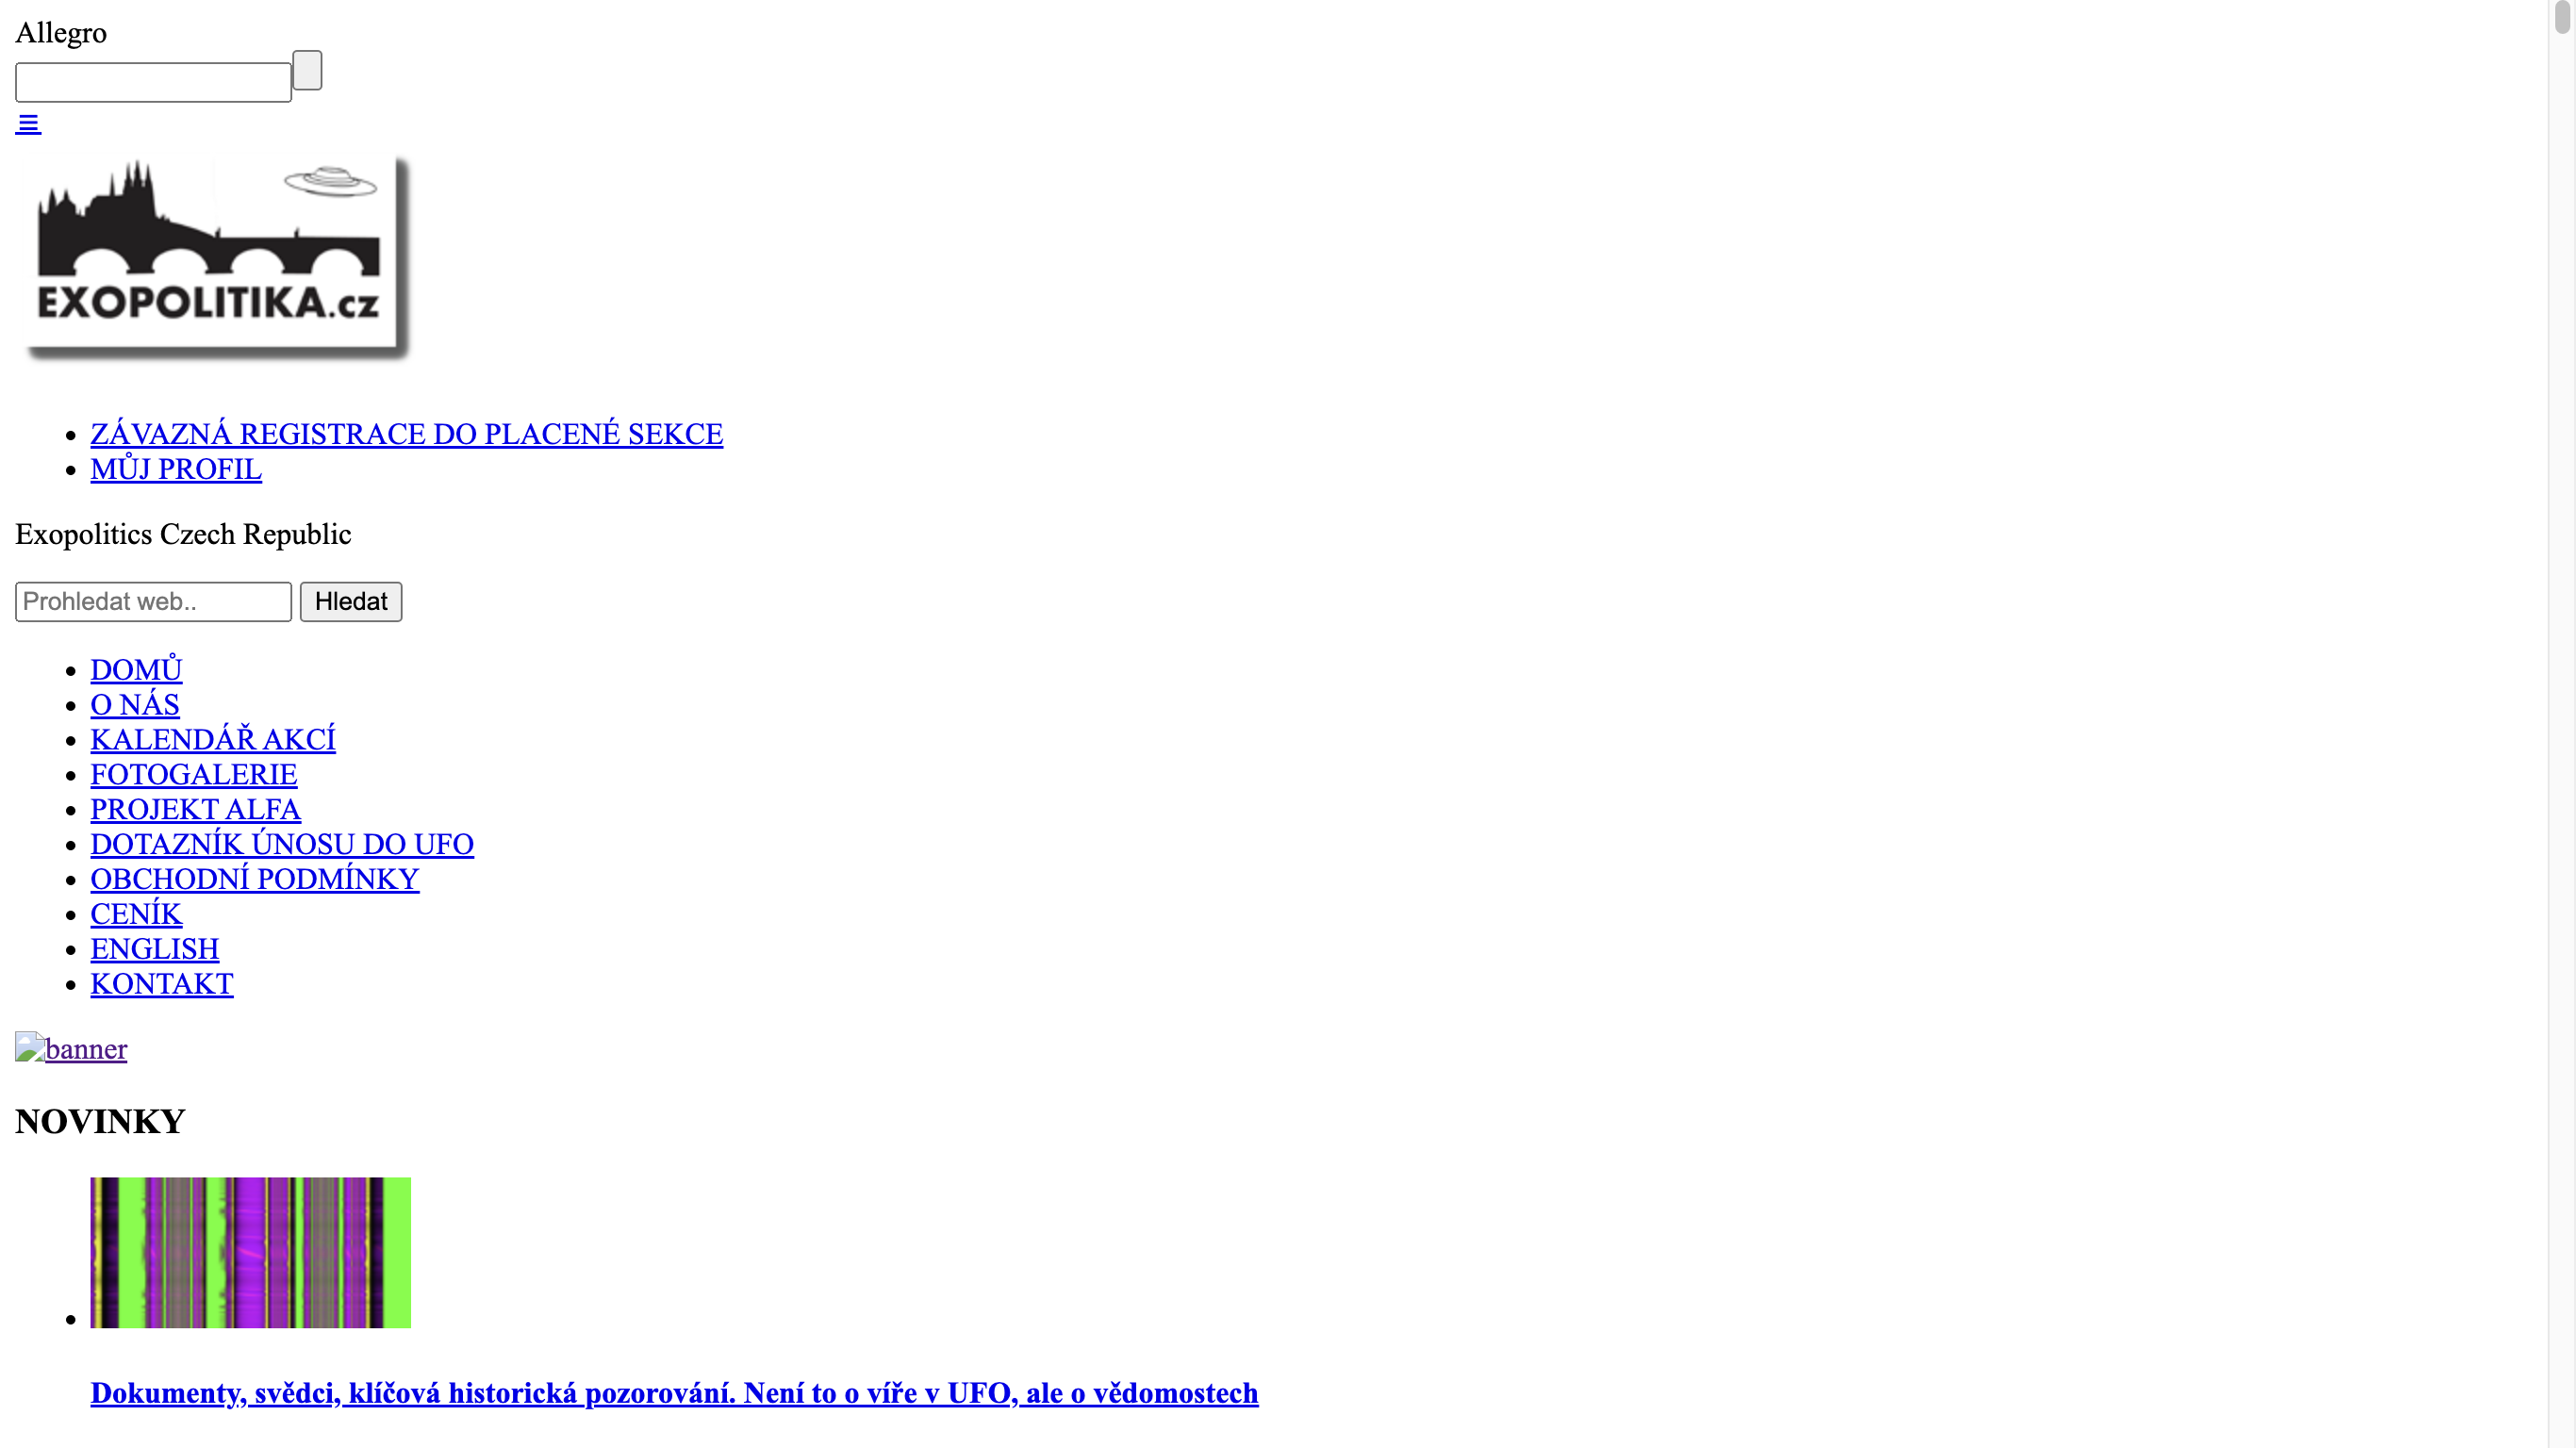 Allegro
≡
EXOPOLITIKA.cz
ZÁVAZNÁ REGISTRACE DO PLACENÉ SEKCE
MŮJ PROFIL
Exopolitics Czech Republic
Prohledat web.. Hledat
DOMŮ
O NÁS
KALENDÁŘ AKCÍ
FOTOGALERIE
PROJEKT ALFA
DOTAZNÍK ÚNOSU DO UFO
OBCHODNÍ PODMÍNKY
CENÍK
ENGLISH
KONTAKT
banner
NOVINKY
Dokumenty, svědci, klíčová historická pozorování. Není to o víře v UFO, ale o vědomostech